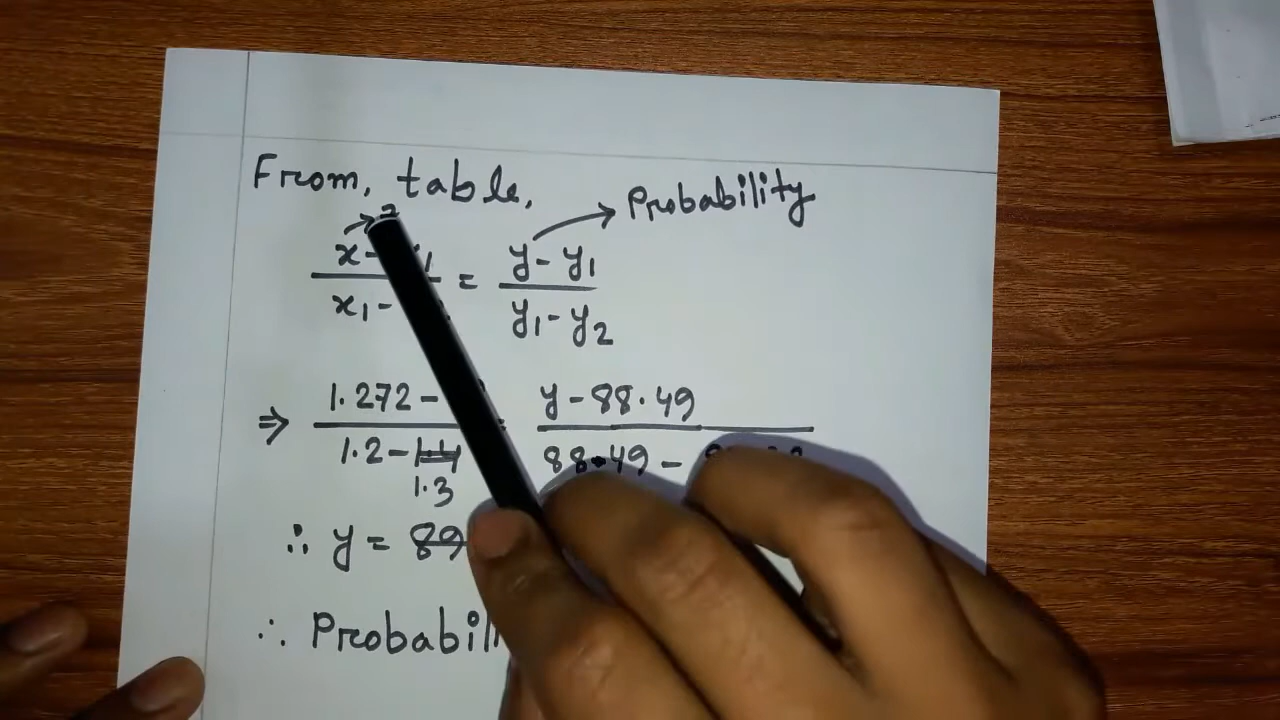 From, table,
Probability
x - 1 / x1 - = y - y1 / y1 - y2
⇒ 1.272 - / 1.2 - 1.4 1.3 y - 88.49 / 88.49 -
∴ y = 89
∴